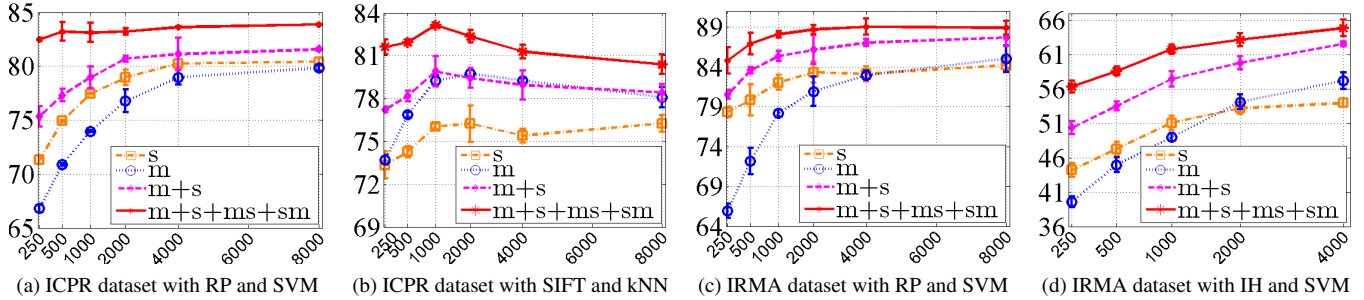 85
80
75
70
65
s
m
m+s
m+s+ms+sm
250
500
1000
2000
4000
6000
8000
(a) ICPR dataset with RP and SVM
84
81
78
75
72
69
s
m
m+s
m+s+ms+sm
250
500
1000
2000
4000
6000
8000
(b) ICPR dataset with SIFT and kNN
89
84
79
74
69
64
s
m
m+s
m+s+ms+sm
250
500
1000
2000
4000
6000
8000
(c) IRMA dataset with RP and SVM
66
61
56
51
46
41
36
s
m
m+s
m+s+ms+sm
250
500
1000
2000
4000
(d) IRMA dataset with IH and SVM